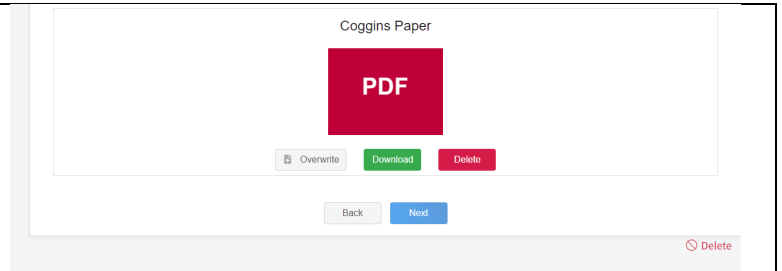 Coggins Paper
PDF
Overwrite Download Delete
Back Next
Delete